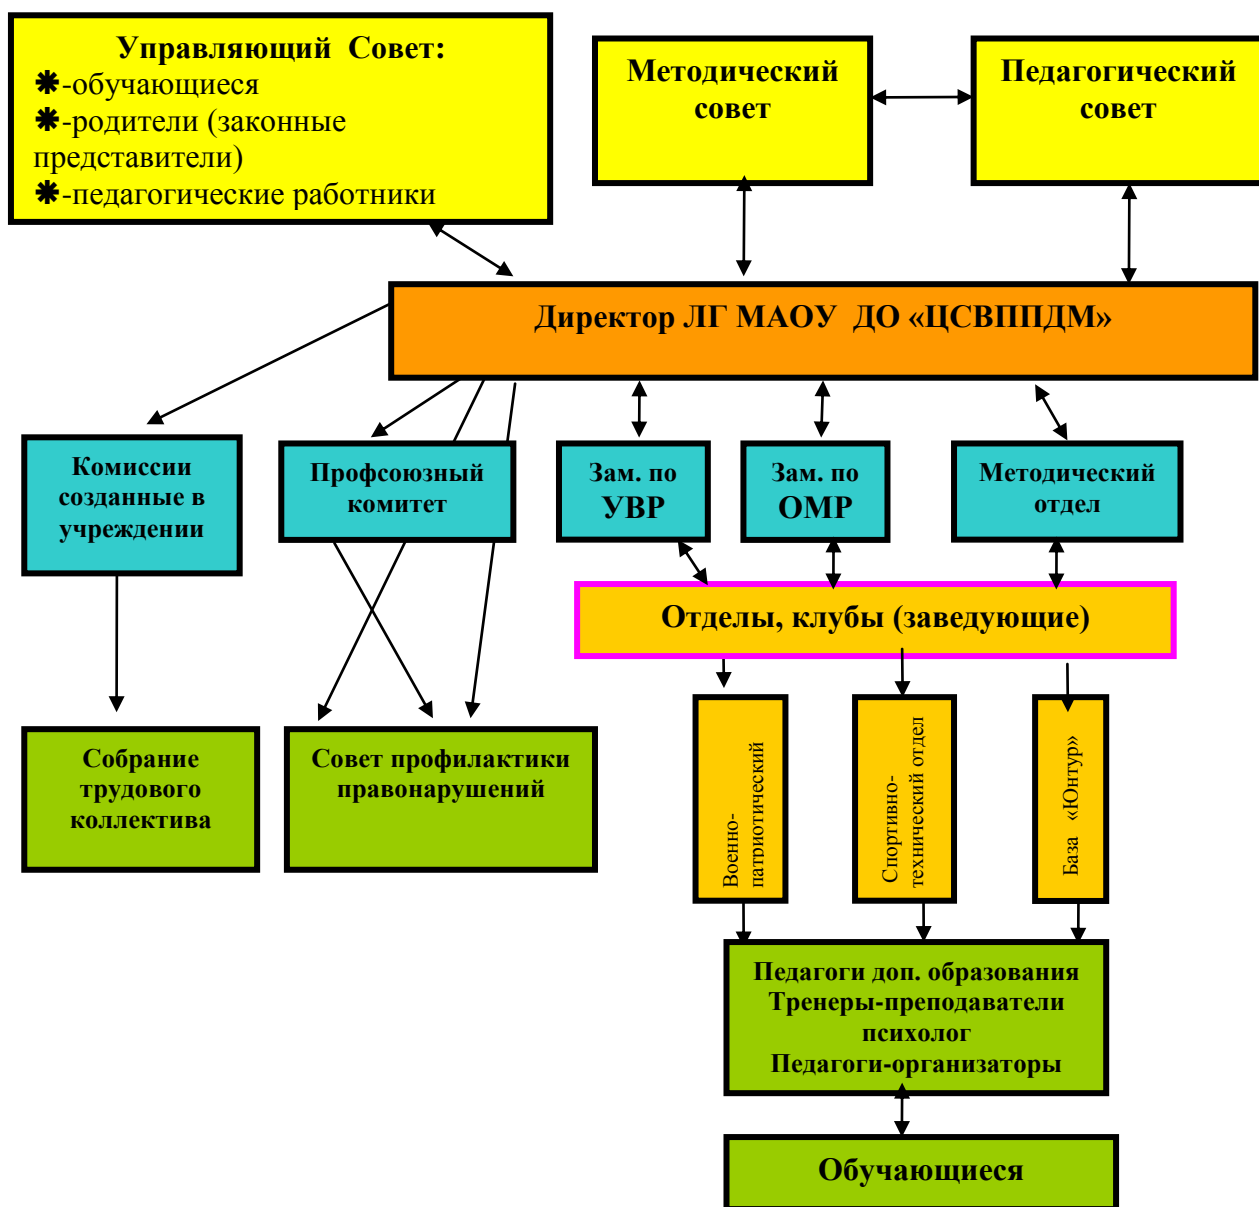 Управляющий Совет:
✵-обучающиеся
✵-родители (законные
представители)
✵-педагогические работники
Методический
совет
Педагогический
совет
Директор ЛГ МАОУ ДО «ЦСВППДМ»
Комиссии
созданные в
учреждении
Профсоюзный
комитет
Зам. по
УВР
Зам. по
ОМР
Методический
отдел
Отделы, клубы (заведующие)
Собрание
трудового
коллектива
Совет профилактики
правонарушений
Военно-
патриотический
Спортивно-
технический отдел
База «Юнтур»
Педагоги доп. образования
Тренеры-преподаватели
психолог
Педагоги-организаторы
Обучающиеся